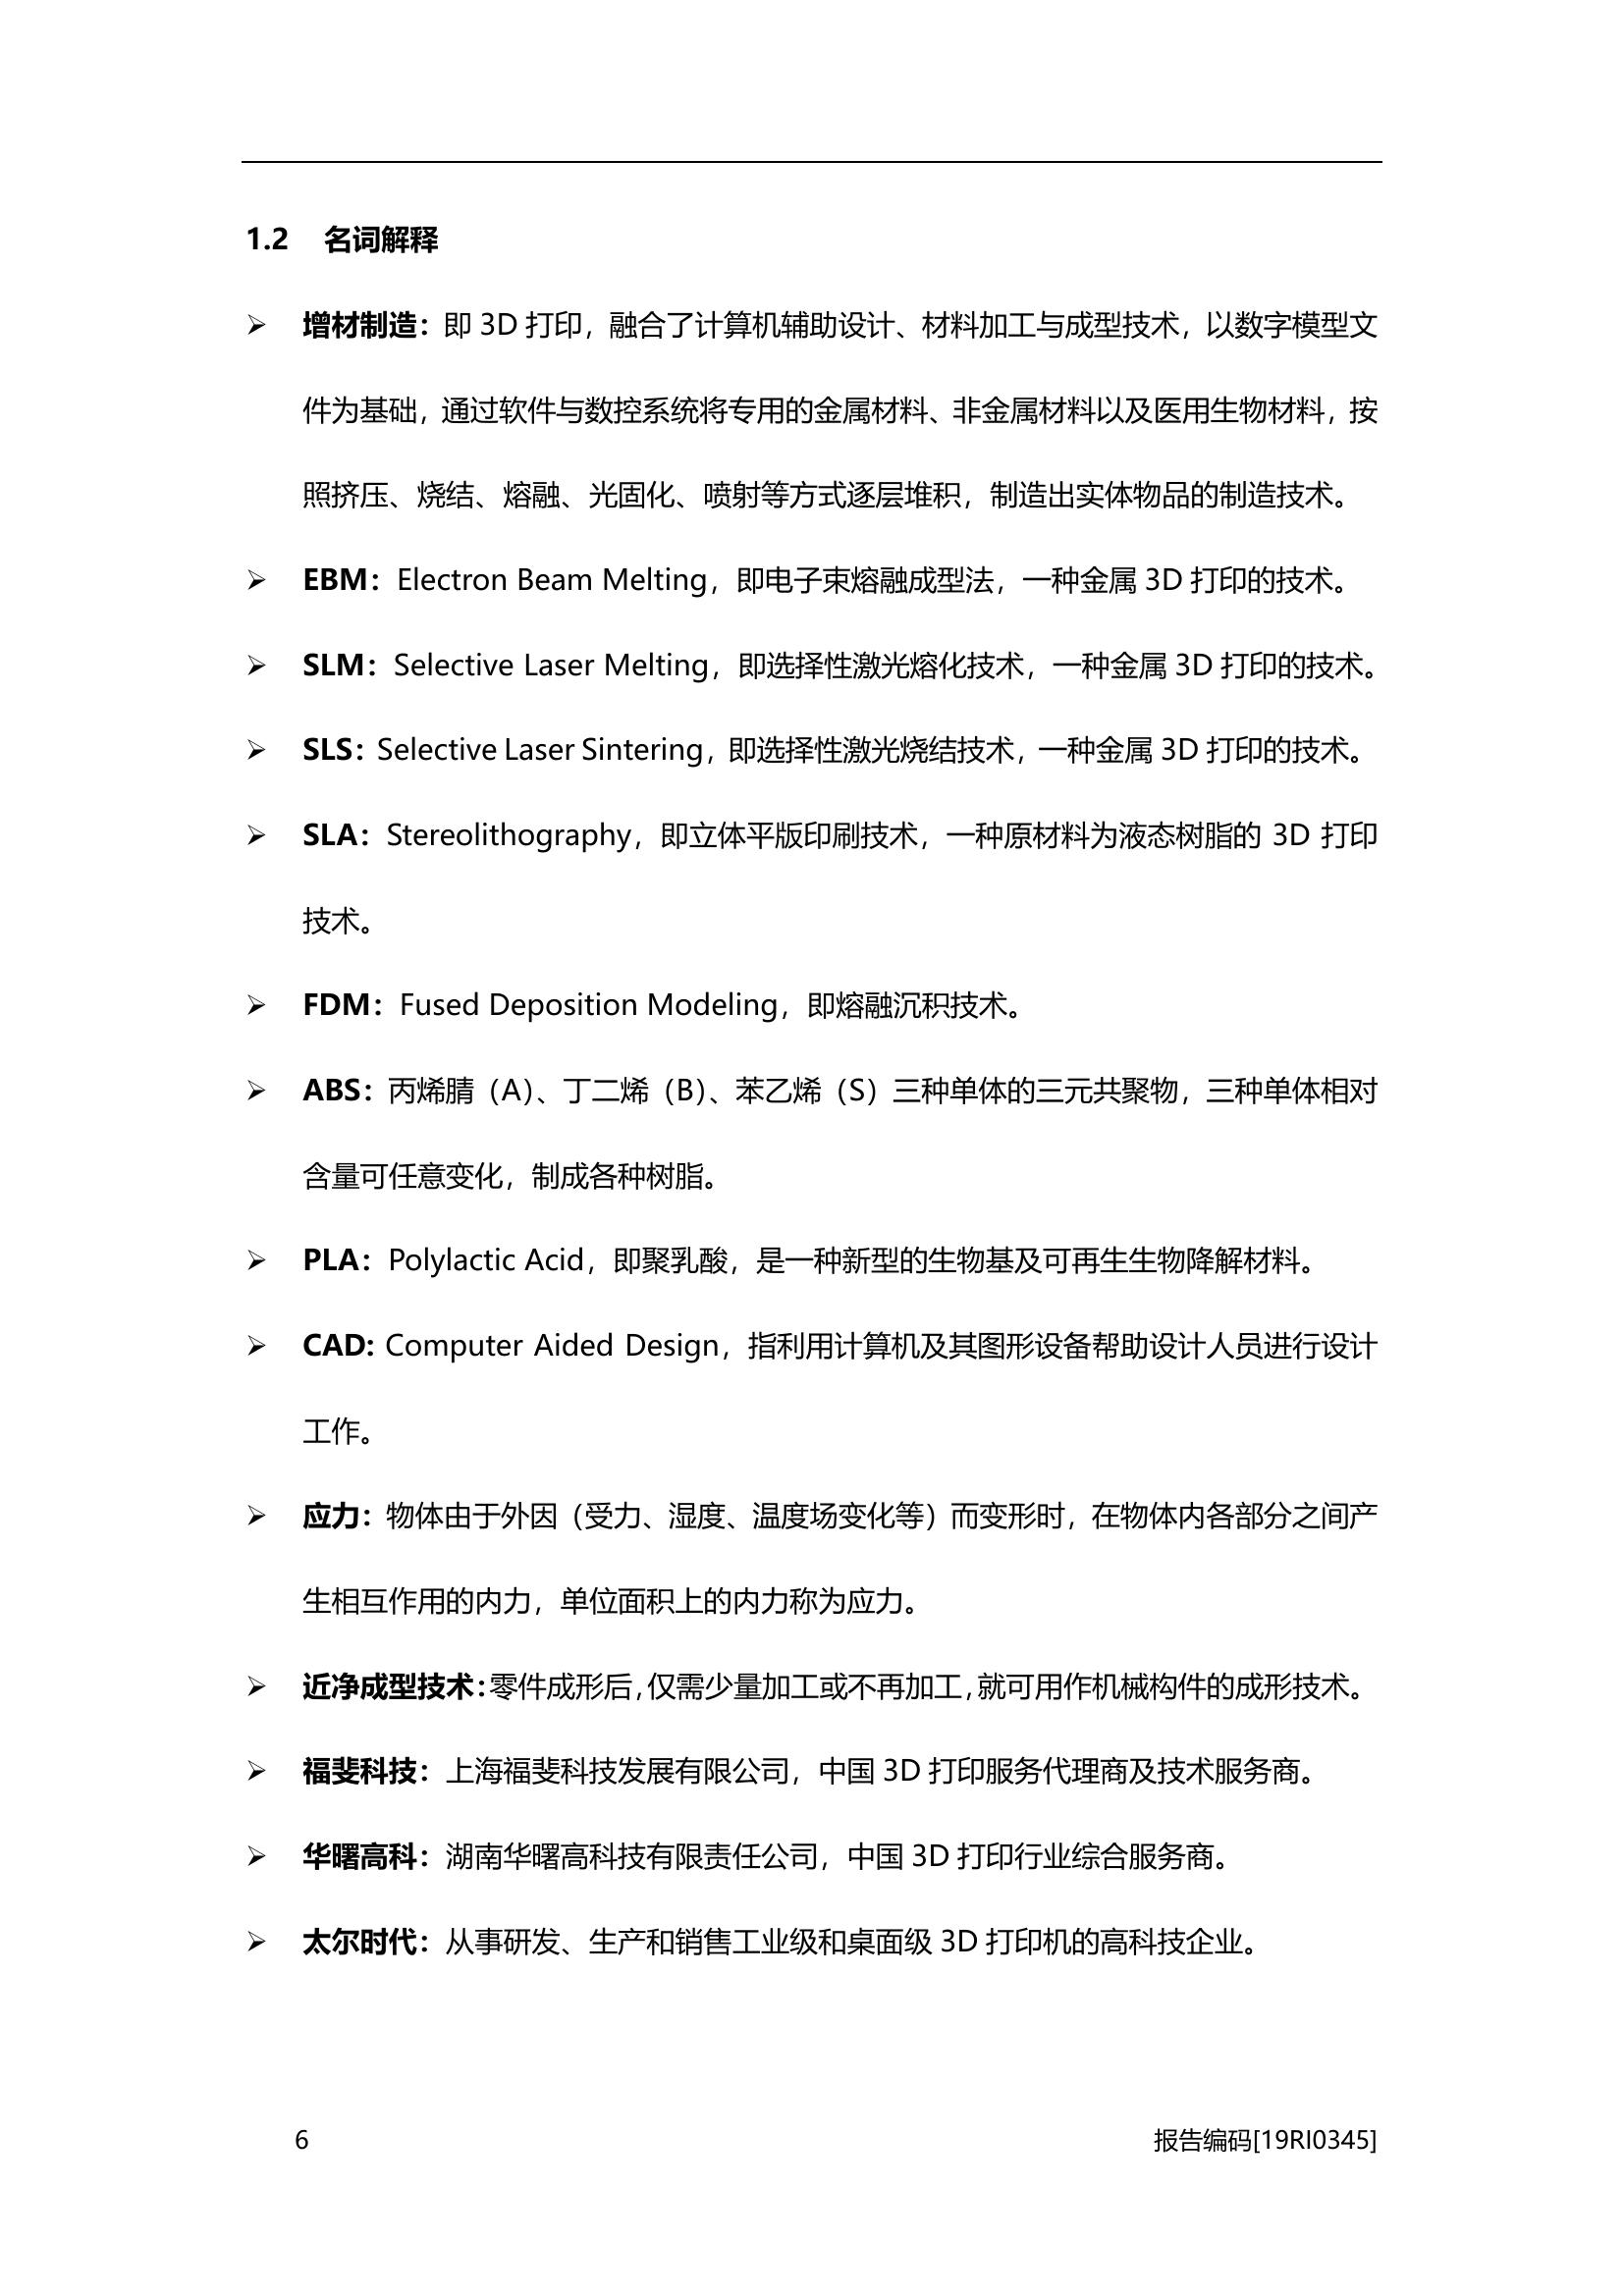 1.2 名词解释
➢ 增材制造：即 3D 打印，融合了计算机辅助设计、材料加工与成型技术，以数字模型文
件为基础，通过软件与数控系统将专用的金属材料、非金属材料以及医用生物材料，按
照挤压、烧结、熔融、光固化、喷射等方式逐层堆积，制造出实体物品的制造技术。
➢ EBM：Electron Beam Melting，即电子束熔融成型法，一种金属 3D 打印的技术。
➢ SLM：Selective Laser Melting，即选择性激光熔化技术，一种金属 3D 打印的技术。
➢ SLS：Selective Laser Sintering，即选择性激光烧结技术，一种金属 3D 打印的技术。
➢ SLA：Stereolithography，即立体平版印刷技术，一种原材料为液态树脂的 3D 打印
技术。
➢ FDM：Fused Deposition Modeling，即熔融沉积技术。
➢ ABS：丙烯腈（A）、丁二烯（B）、苯乙烯（S）三种单体的三元共聚物，三种单体相对
含量可任意变化，制成各种树脂。
➢ PLA：Polylactic Acid，即聚乳酸，是一种新型的生物基及可再生生物降解材料。
➢ CAD: Computer Aided Design，指利用计算机及其图形设备帮助设计人员进行设计
工作。
➢ 应力：物体由于外因（受力、湿度、温度场变化等）而变形时，在物体内各部分之间产
生相互作用的内力，单位面积上的内力称为应力。
➢ 近净成型技术：零件成形后，仅需少量加工或不再加工，就可用作机械构件的成形技术。
➢ 福斐科技：上海福斐科技发展有限公司，中国 3D 打印服务代理商及技术服务商。
➢ 华曙高科：湖南华曙高科技有限责任公司，中国 3D 打印行业综合服务商。
➢ 太尔时代：从事研发、生产和销售工业级和桌面级 3D 打印机的高科技企业。
6 报告编码[19RI0345]